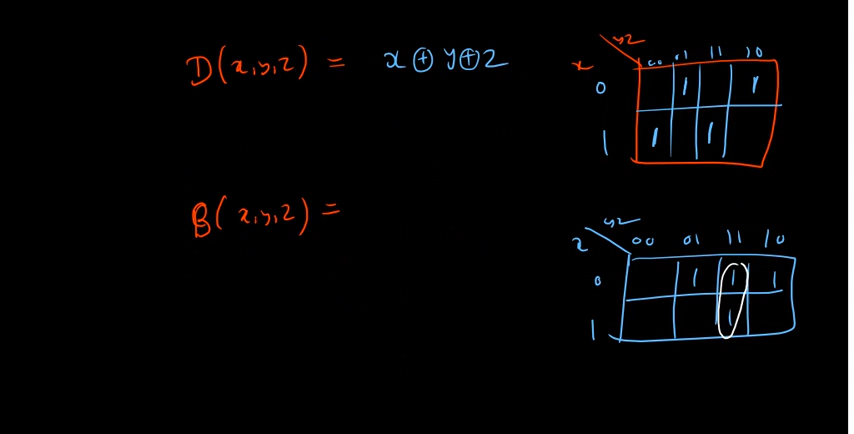 D(x,y,z) = x ⊕ y ⊕ z
yz
x 00 01 11 10
0 1 1
1 1 1
B(x,y,z) =
yz
x 00 01 11 10
0 1 1 1
1 1